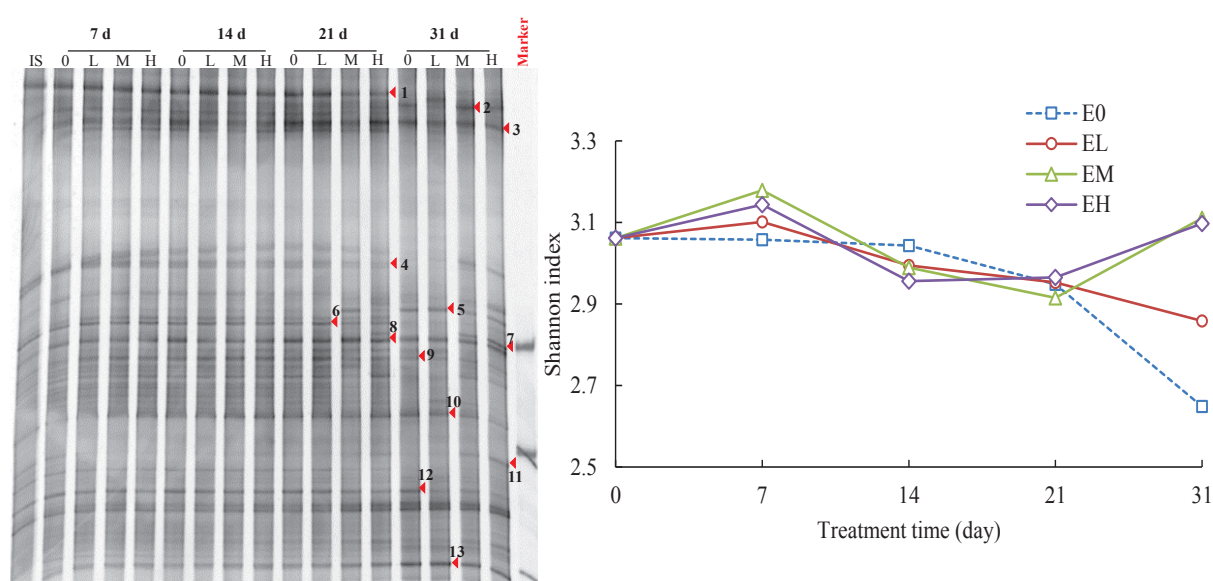 7 d 14 d 21 d 31 d Marker
IS 0 L M H 0 L M H 0 L M H 0 L M H
1
2
3
4
5
6
7
8
9
10
11
12
13
E0
EL
EM
EH
Shannon index
3.3
3.1
2.9
2.7
2.5
0 7 14 21 31
Treatment time (day)